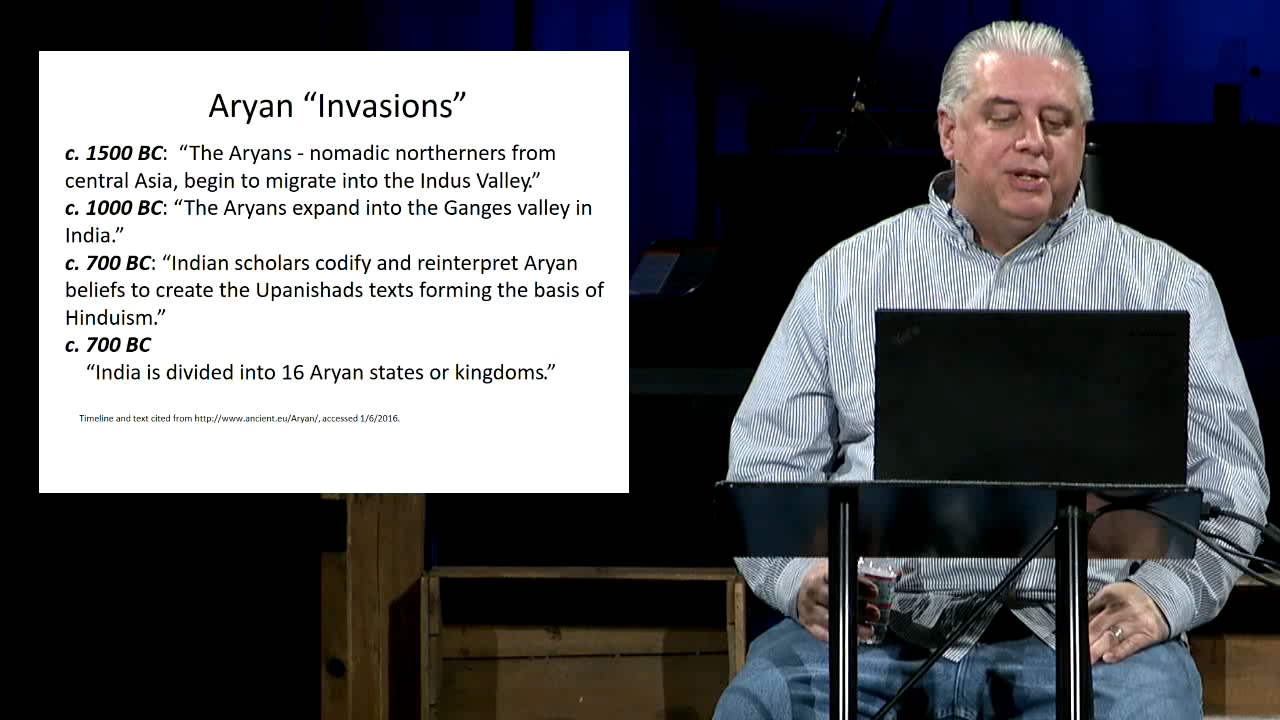 Aryan “Invasions”
c. 1500 BC:  “The Aryans - nomadic northerners from
central Asia, begin to migrate into the Indus Valley.”
c. 1000 BC: “The Aryans expand into the Ganges valley in
India.”
c. 700 BC: “Indian scholars codify and reinterpret Aryan
beliefs to create the Upanishads texts forming the basis of
Hinduism.”
c. 700 BC
“India is divided into 16 Aryan states or kingdoms.”
Timeline and text cited from http://www.ancient.eu/Aryan/, accessed 1/6/2016.